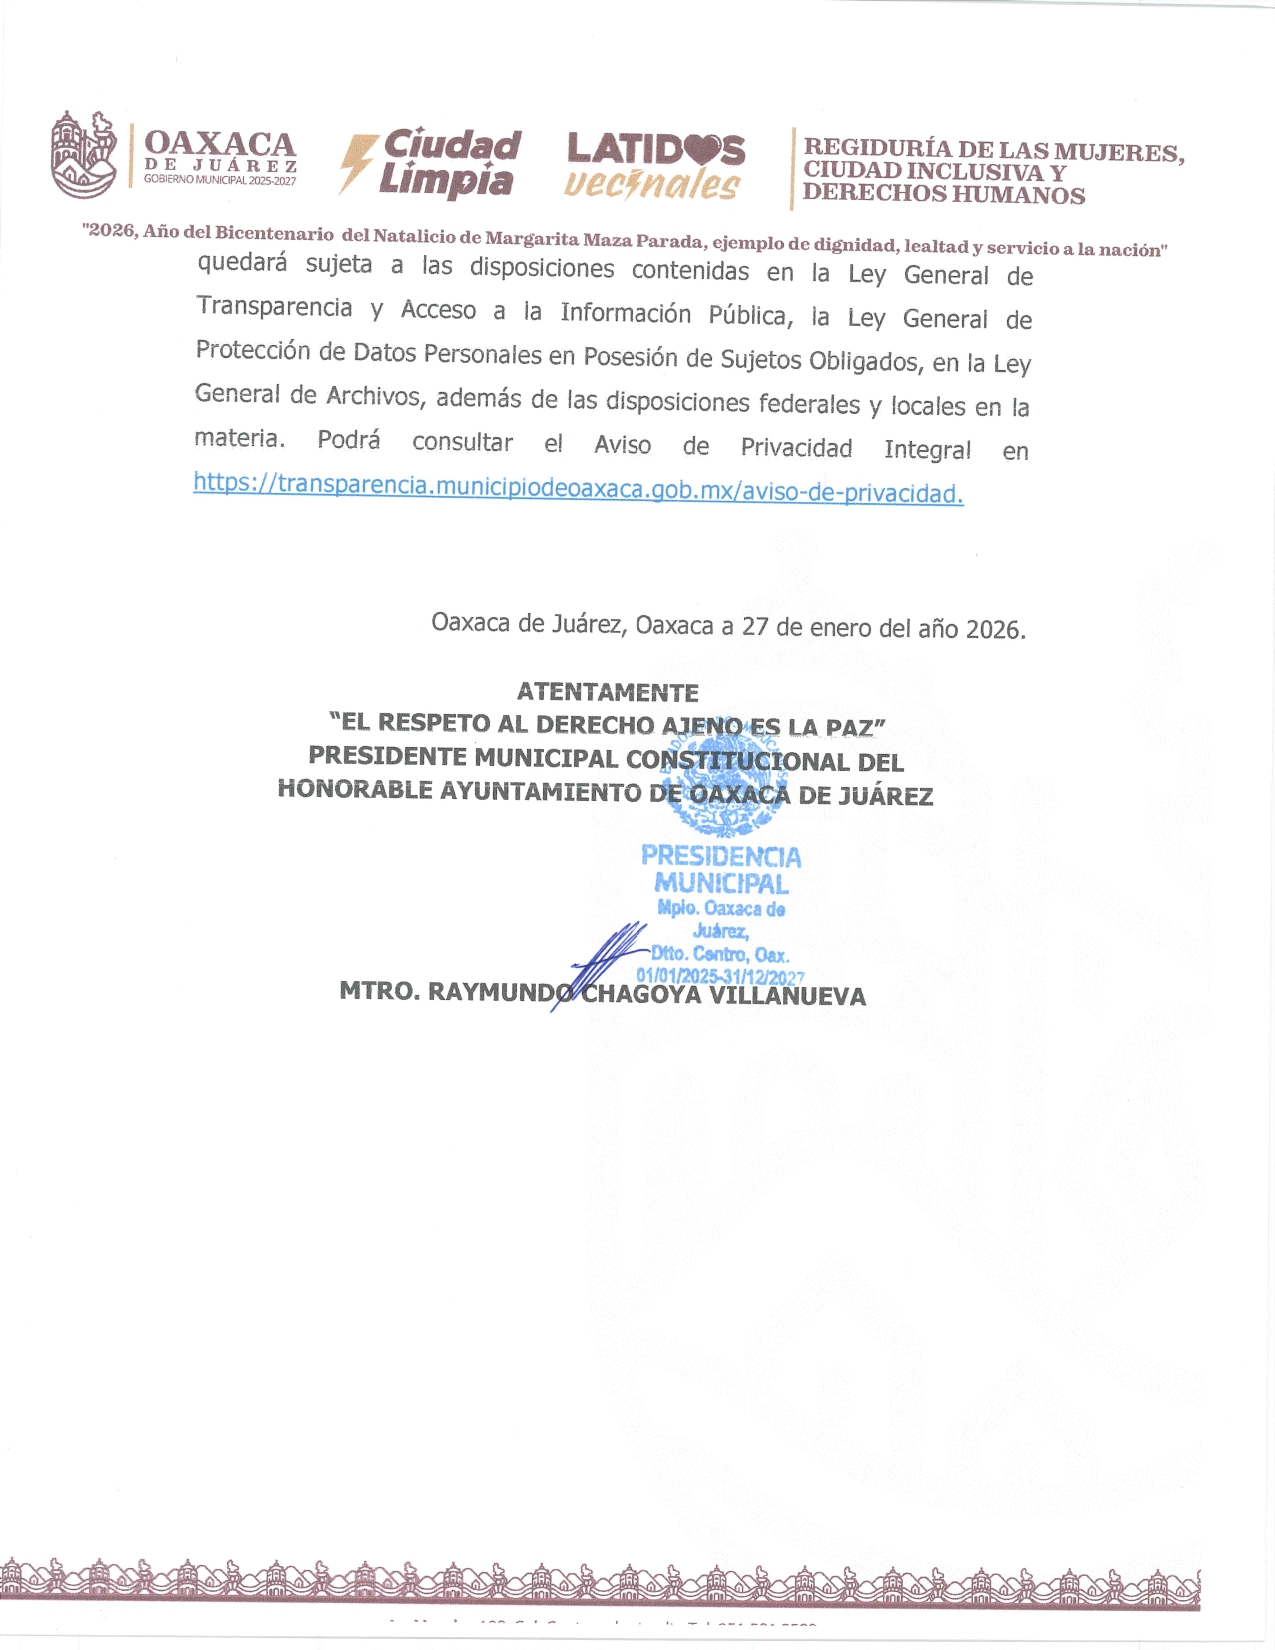 OAXACA
DE JUÁREZ
GOBIERNO MUNICIPAL 2025-2027
Ciudad
Limpia
LATIDOS
vecinales
REGIDURÍA DE LAS MUJERES,
CIUDAD INCLUSIVA Y
DERECHOS HUMANOS
"2026, Año del Bicentenario del Natalicio de Margarita Maza Parada, ejemplo de dignidad, lealtad y servicio a la nación"
quedará sujeta a las disposiciones contenidas en la Ley General de
Transparencia y Acceso a la Información Pública, la Ley General de
Protección de Datos Personales en Posesión de Sujetos Obligados, en la Ley
General de Archivos, además de las disposiciones federales y locales en la
materia. Podrá consultar el Aviso de Privacidad Integral en
https://transparencia.municipiodeoaxaca.gob.mx/aviso-de-privacidad.
Oaxaca de Juárez, Oaxaca a 27 de enero del año 2026.
ATENTAMENTE
“EL RESPETO AL DERECHO AJENO ES LA PAZ”
PRESIDENTE MUNICIPAL CONSTITUCIONAL DEL
HONORABLE AYUNTAMIENTO DE OAXACA DE JUÁREZ
PRESIDENCIA
MUNICIPAL
Mpio. Oaxaca de
Juárez,
Dtto. Centro, Oax.
01/01/2025-31/12/2027
MTRO. RAYMUNDO CHAGOYA VILLANUEVA